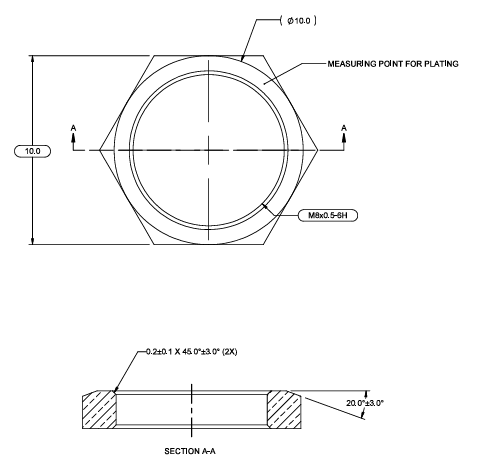 ( Ø10.0 )
MEASURING POINT FOR PLATING
A A
10.0
M8x0.5-6H
0.2±0.1 X 45.0°±3.0° (2X)
20.0°±3.0°
SECTION A-A